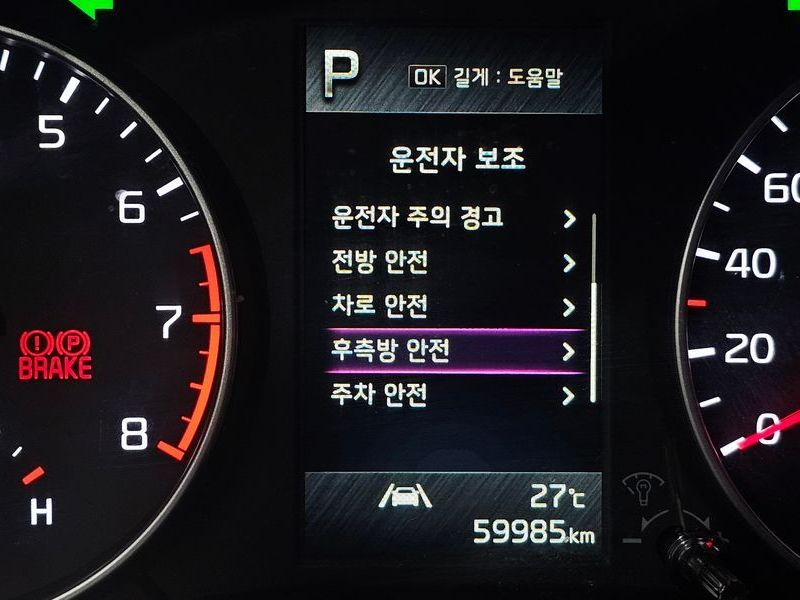 P
OK 길게 : 도움말
운전자 보조
운전자 주의 경고
전방 안전
차로 안전
후측방 안전
주차 안전
27℃
59985km
5
6
7
8
H
(!) (P)
BRAKE
60
40
20
0